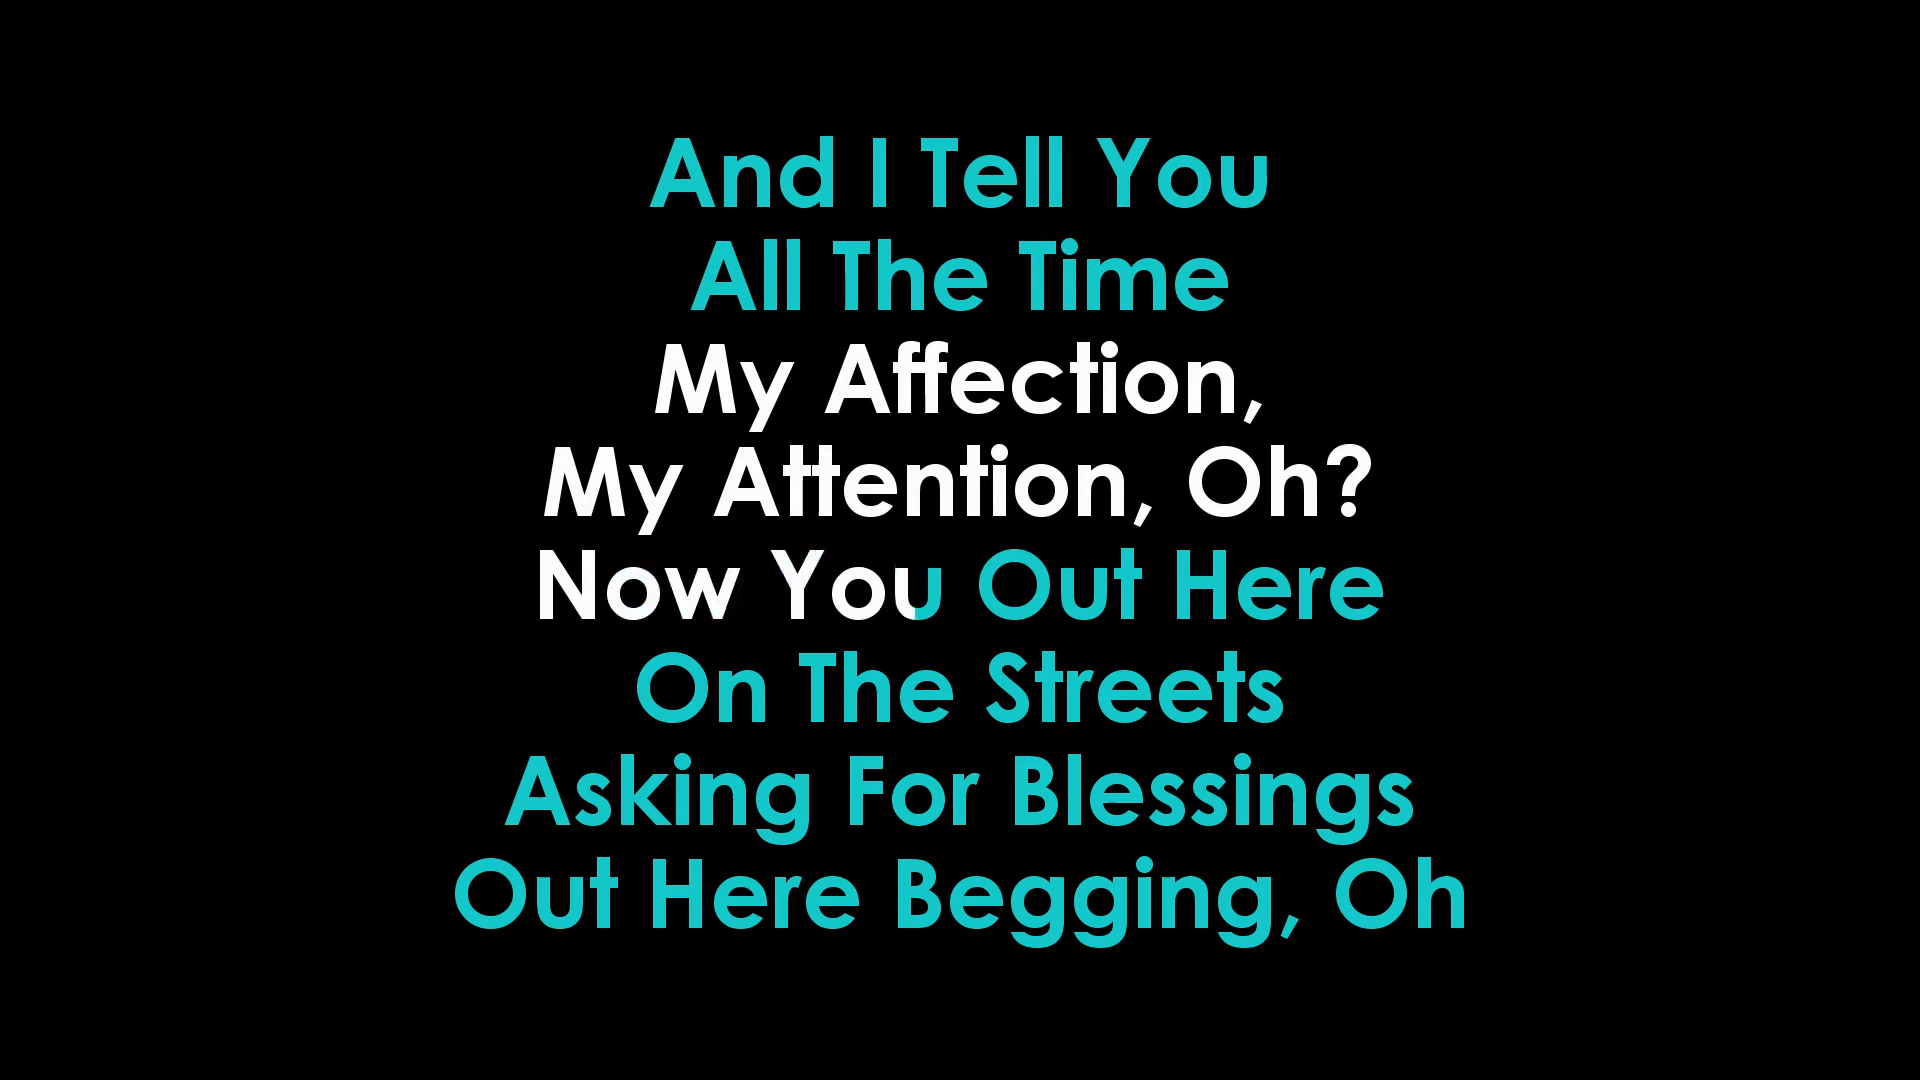 And I Tell You
All The Time
My Affection,
My Attention, Oh?
Now You Out Here
On The Streets
Asking For Blessings
Out Here Begging, Oh